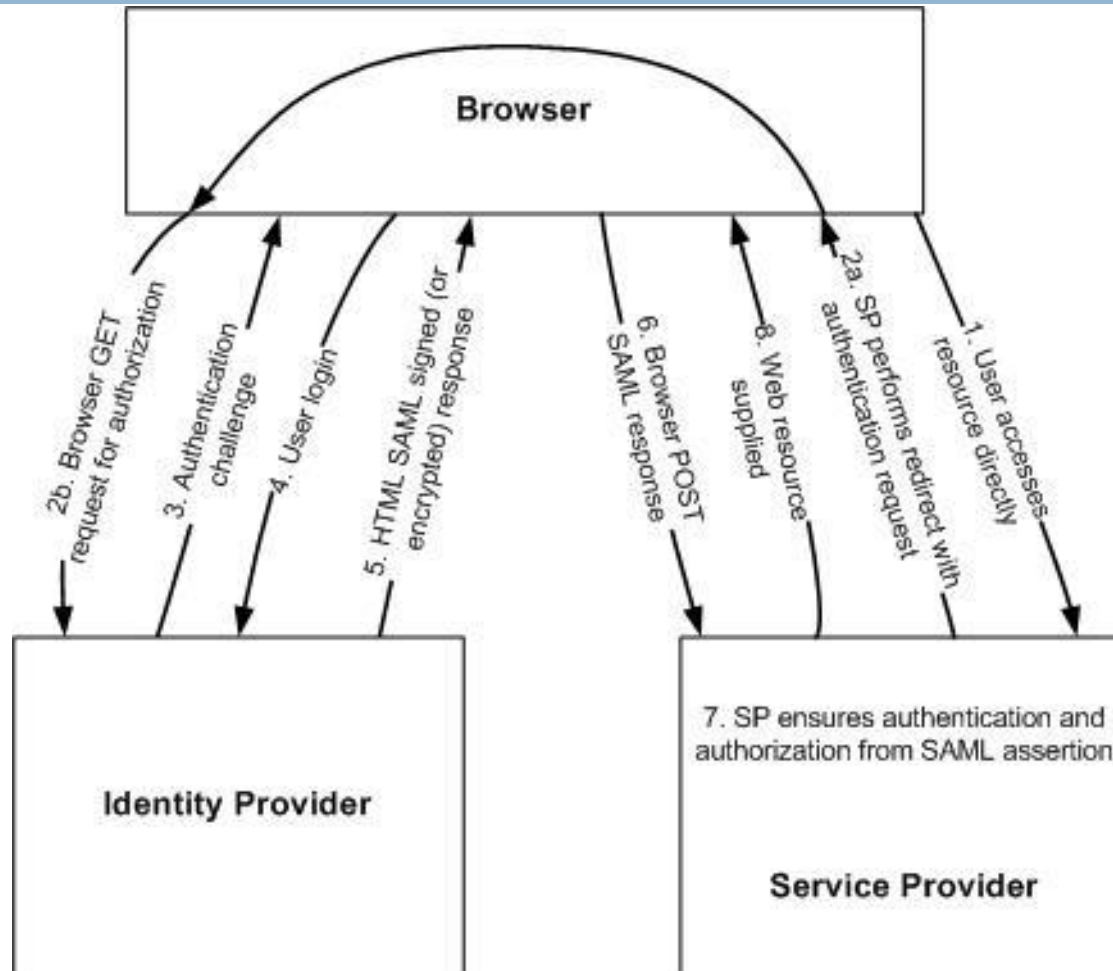 Browser
2b. Browser GET
request for authorization
3. Authentication
challenge
4. User login
5. HTML SAML signed (or
encrypted) response
6. Browser POST
SAML response
8. Web resource
supplied
2a. SP performs redirect with
authentication request
1. User accesses
resource directly
7. SP ensures authentication and
authorization from SAML assertion
Identity Provider
Service Provider